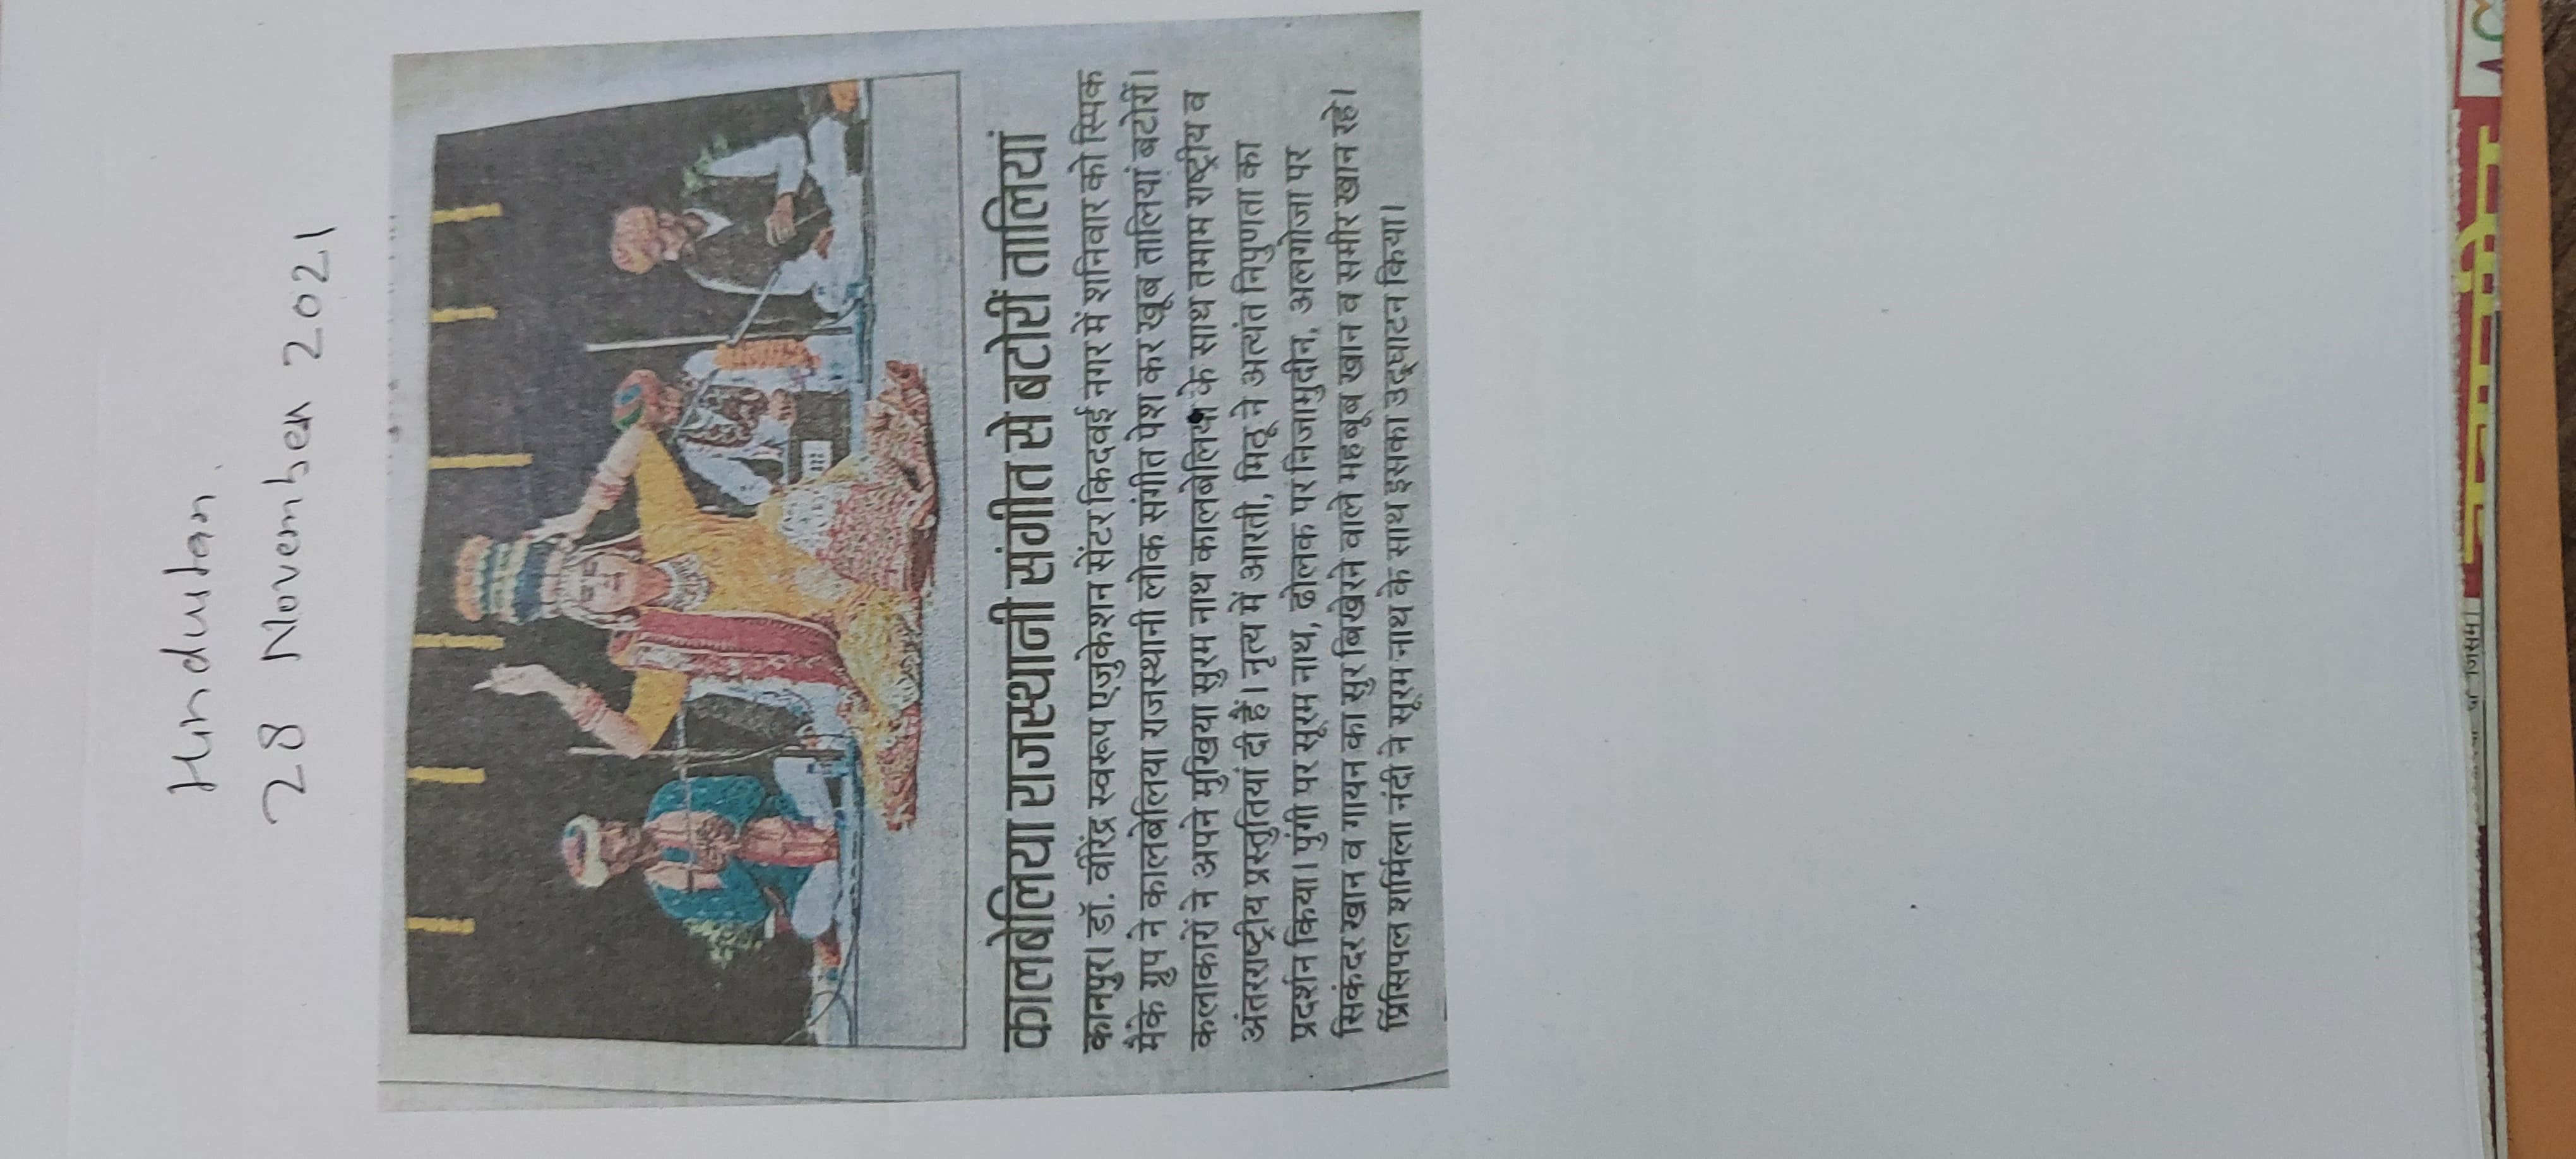 Hindustan.
28 November 2021
कालबेलिया राजस्थानी संगीत से बटोरीं तालियां
कानपुर। डॉ. वीरेंद्र स्वरूप एजुकेशन सेंटर किदवई नगर में शनिवार को स्पिक
मैके ग्रुप ने कालबेलिया राजस्थानी लोक संगीत पेश कर खूब तालियां बटोरीं।
कलाकारों ने अपने मुखिया सुरम नाथ कालबेलिया के साथ तमाम राष्ट्रीय व
अंतरराष्ट्रीय प्रस्तुतियां दी हैं। नृत्य में आरती, मिठू ने अत्यंत निपुणता का
प्रदर्शन किया। पुंगी पर सूरम नाथ, ढोलक पर निजामुदीन, अलगोजा पर
सिकंदर खान व गायन का सुर बिखेरने वाले महबूब खान व समीर खान रहे।
प्रिंसिपल शर्मिला नंदी ने सूरम नाथ के साथ इसका उद्घाटन किया।